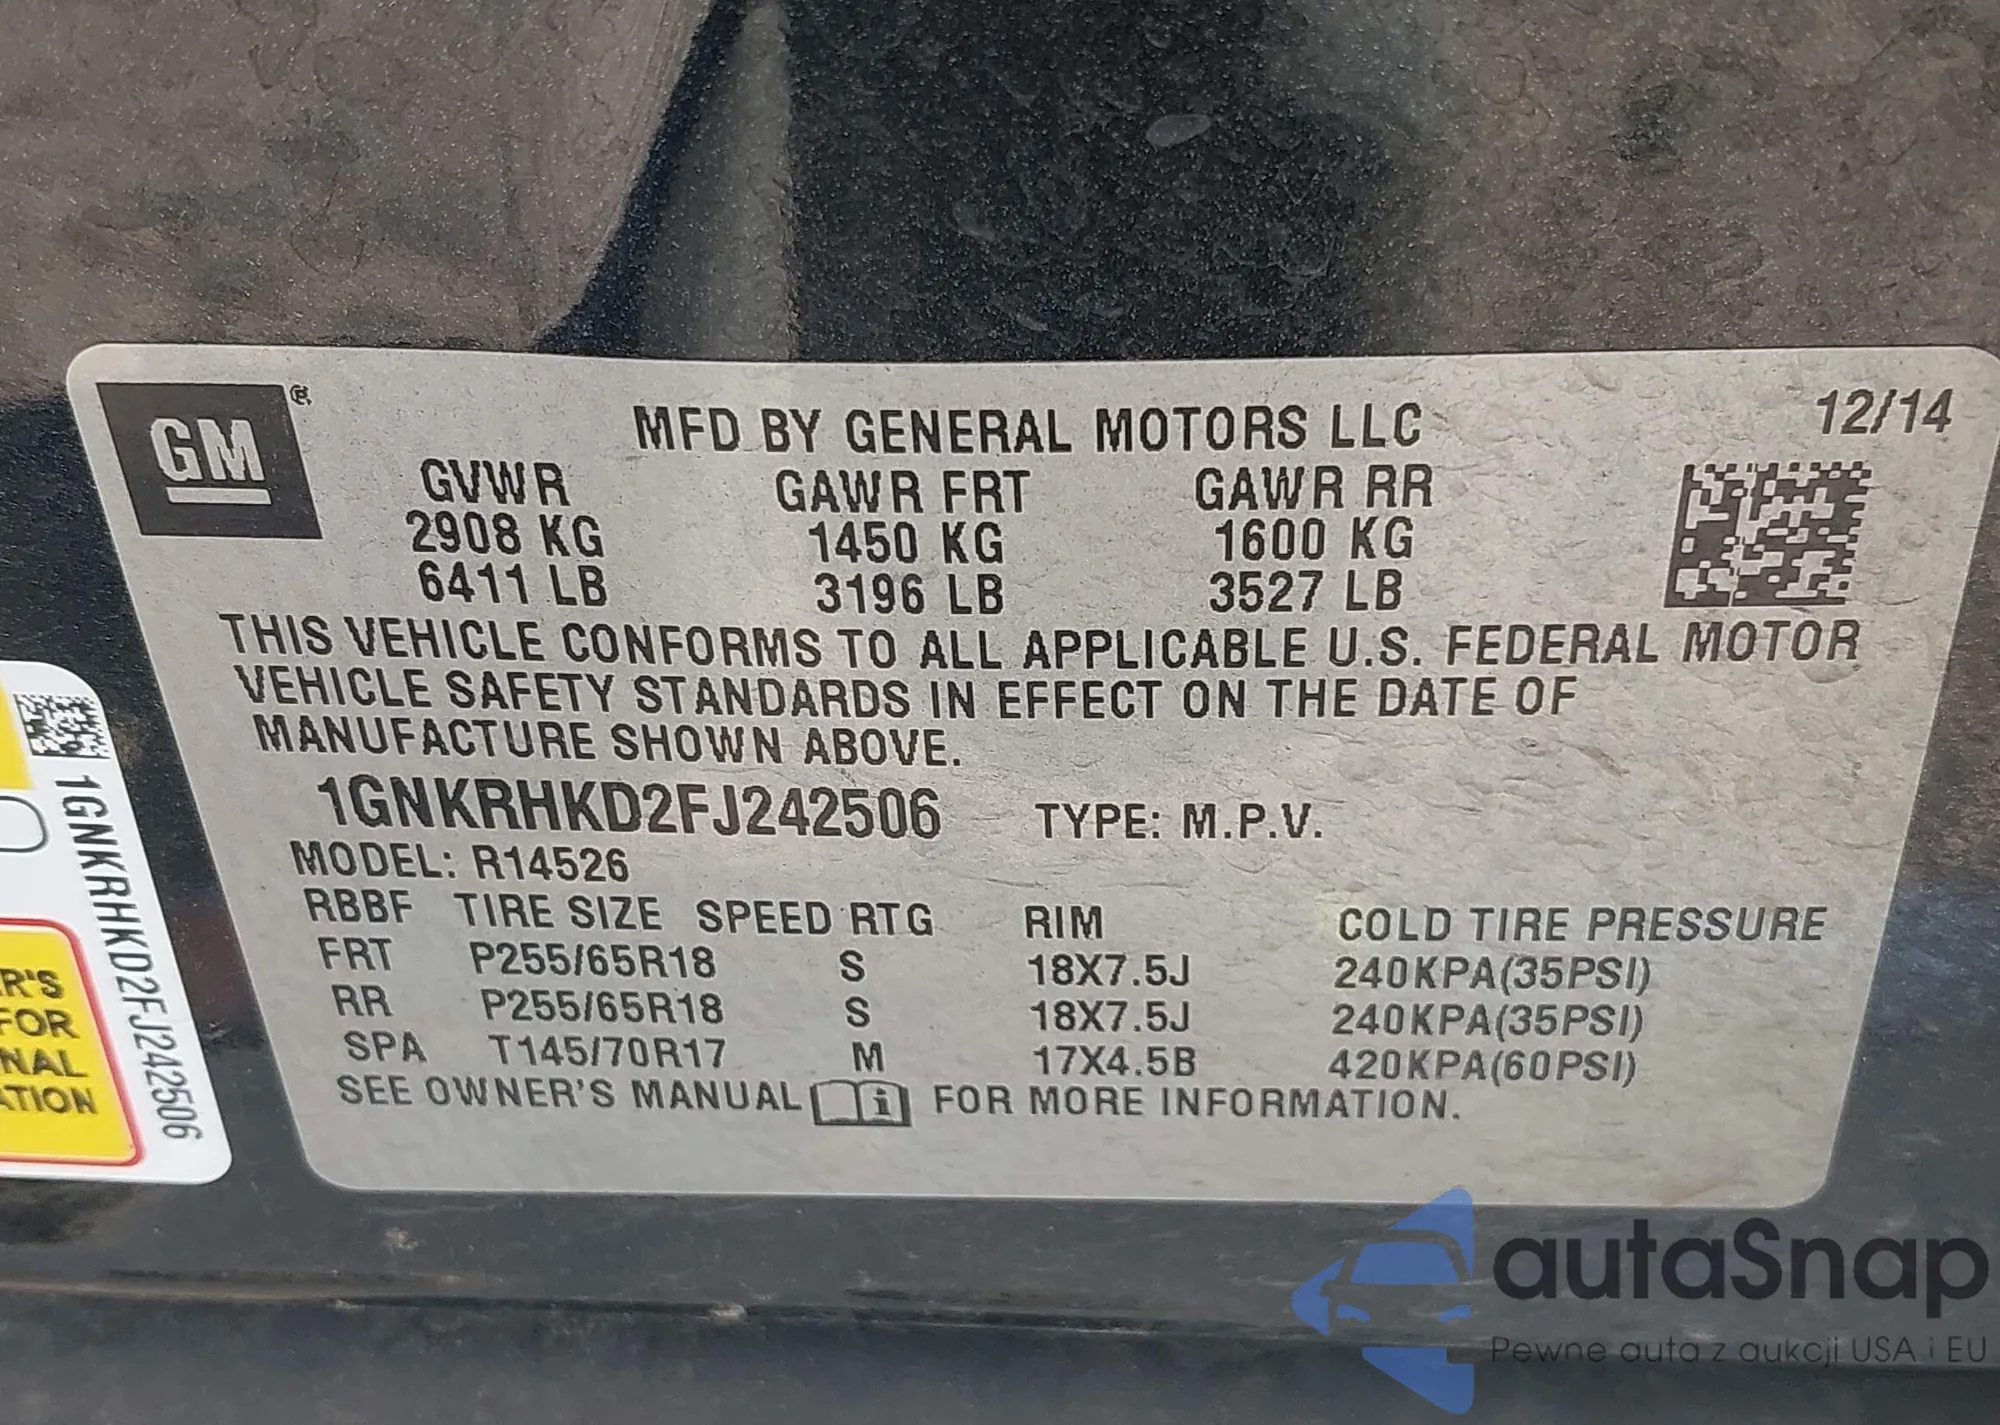 GM ®
MFD BY GENERAL MOTORS LLC 12/14
GVWR GAWR FRT GAWR RR
2908 KG 1450 KG 1600 KG
6411 LB 3196 LB 3527 LB
THIS VEHICLE CONFORMS TO ALL APPLICABLE U.S. FEDERAL MOTOR
VEHICLE SAFETY STANDARDS IN EFFECT ON THE DATE OF
MANUFACTURE SHOWN ABOVE.
1GNKRHKD2FJ242506 TYPE: M.P.V.
MODEL: R14526
RBBF TIRE SIZE SPEED RTG RIM COLD TIRE PRESSURE
FRT P255/65R18 S 18X7.5J 240KPA(35PSI)
RR P255/65R18 S 18X7.5J 240KPA(35PSI)
SPA T145/70R17 M 17X4.5B 420KPA(60PSI)
SEE OWNER'S MANUAL i FOR MORE INFORMATION.
1GNKRHKD2FJ242506
R'S
FOR
NAL
ATION
autaSnap
Pewne auta z aukcji USA i EU